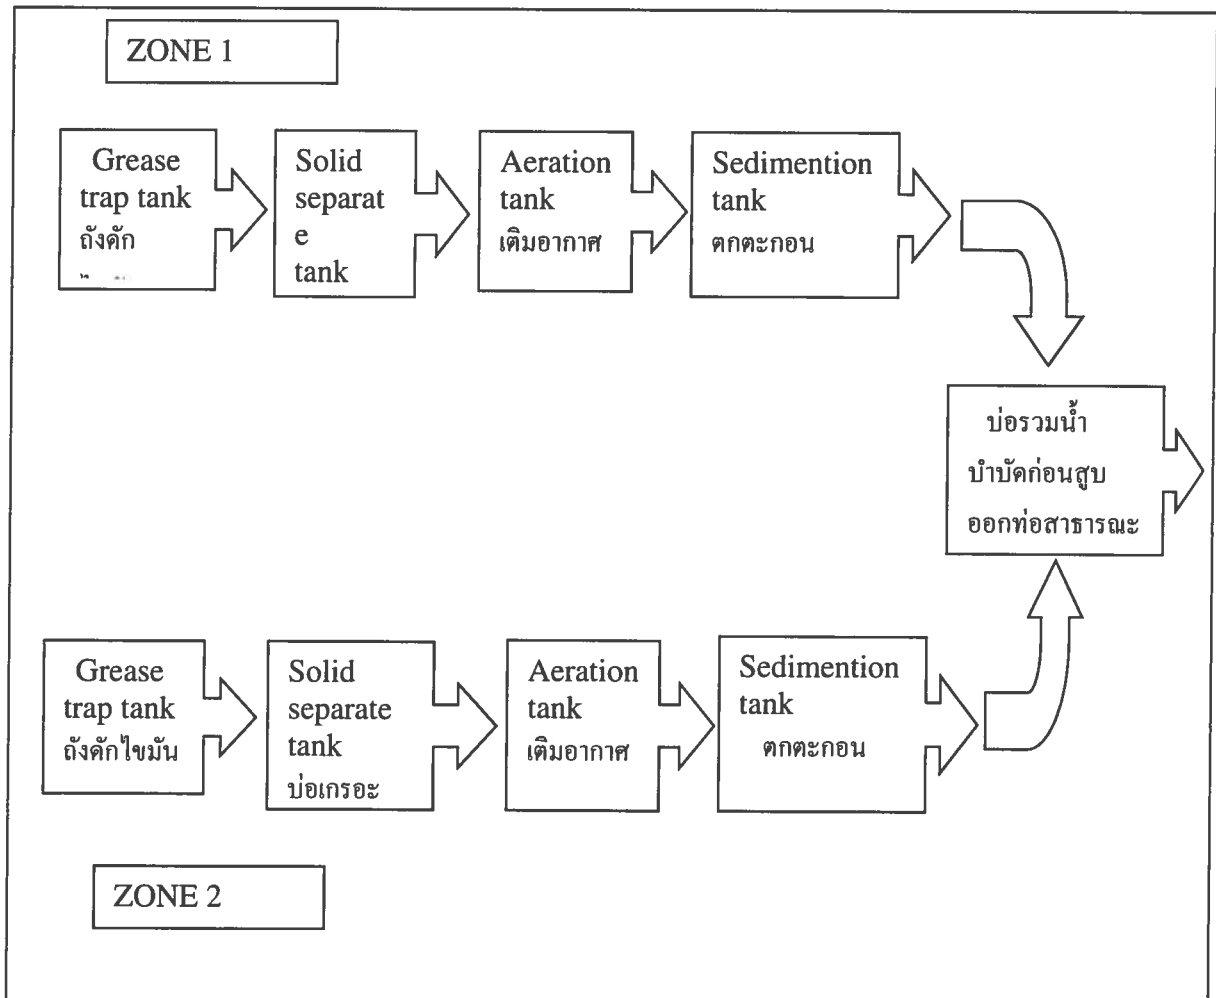 ZONE 1
Grease
trap tank
ถังดัก
Solid
separat
e
tank
Aeration
tank
เติมอากาศ
Sedimention
tank
ตกตะกอน
บ่อรวมน้ำ
บำบัดก่อนสูบ
ออกท่อสาธารณะ
Grease
trap tank
ถังดักไขมัน
Solid
separate
tank
บ่อเกรอะ
Aeration
tank
เติมอากาศ
Sedimention
tank
ตกตะกอน
ZONE 2